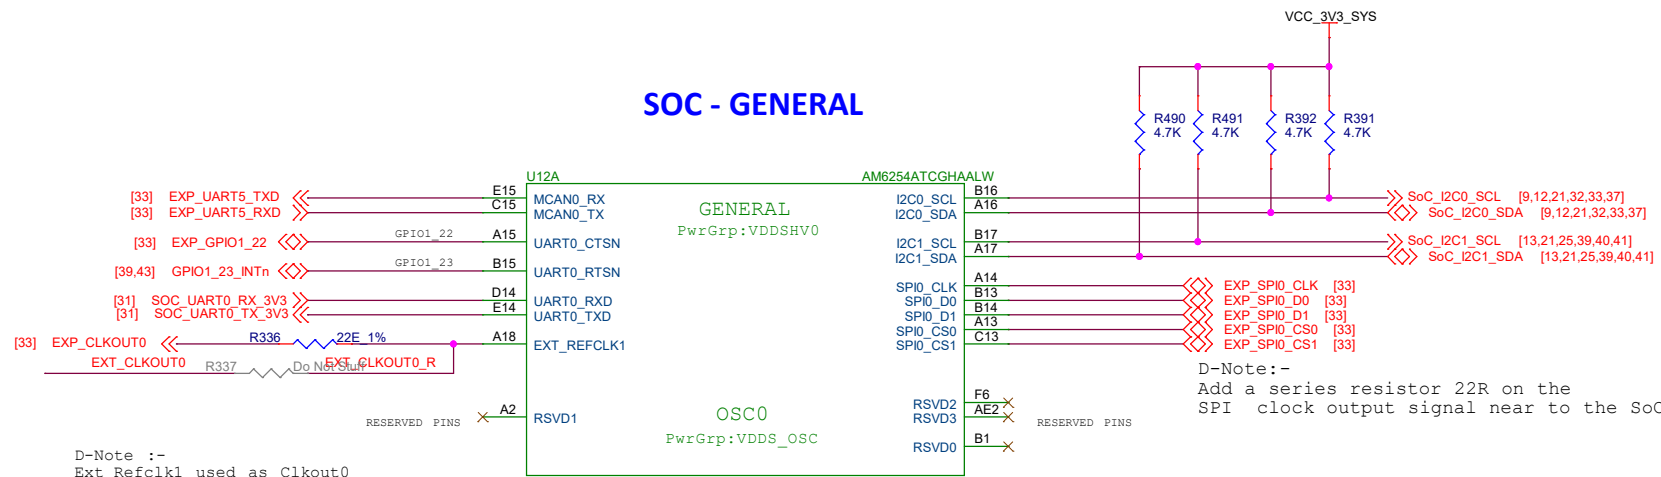 VCC_3V3_SYS
SOC - GENERAL
R490 4.7K
R491 4.7K
R392 4.7K
R391 4.7K
U12A
AM6254ATCGHAALW
GENERAL
PwrGrp:VDDSHV0
[33] EXP_UART5_TXD E15 MCAN0_RX
[33] EXP_UART5_RXD C15 MCAN0_TX
[33] EXP_GPIO1_22 GPIO1_22 A15 UART0_CTSN
[39,43] GPIO1_23_INTn GPIO1_23 B15 UART0_RTSN
[31] SOC_UART0_RX_3V3 D14 UART0_RXD
[31] SOC_UART0_TX_3V3 E14 UART0_TXD
[33] EXP_CLKOUT0 R336 22E_1% A18 EXT_REFCLK1
EXT_CLKOUT0 R337 Do Not Stuff EXT_CLKOUT0_R
RESERVED PINS A2 RSVD1
I2C0_SCL B16 SoC_I2C0_SCL [9,12,21,32,33,37]
I2C0_SDA A16 SoC_I2C0_SDA [9,12,21,32,33,37]
I2C1_SCL B17 SoC_I2C1_SCL [13,21,25,39,40,41]
I2C1_SDA A17 SoC_I2C1_SDA [13,21,25,39,40,41]
SPI0_CLK A14 EXP_SPI0_CLK [33]
SPI0_D0 B13 EXP_SPI0_D0 [33]
SPI0_D1 B14 EXP_SPI0_D1 [33]
SPI0_CS0 A13 EXP_SPI0_CS0 [33]
SPI0_CS1 C13 EXP_SPI0_CS1 [33]
D-Note:-
Add a series resistor 22R on the
SPI clock output signal near to the SoC
OSC0
PwrGrp:VDDS_OSC
RSVD2 F6
RSVD3 AE2 RESERVED PINS
RSVD0 B1
D-Note :-
Ext Refclk1 used as Clkout0